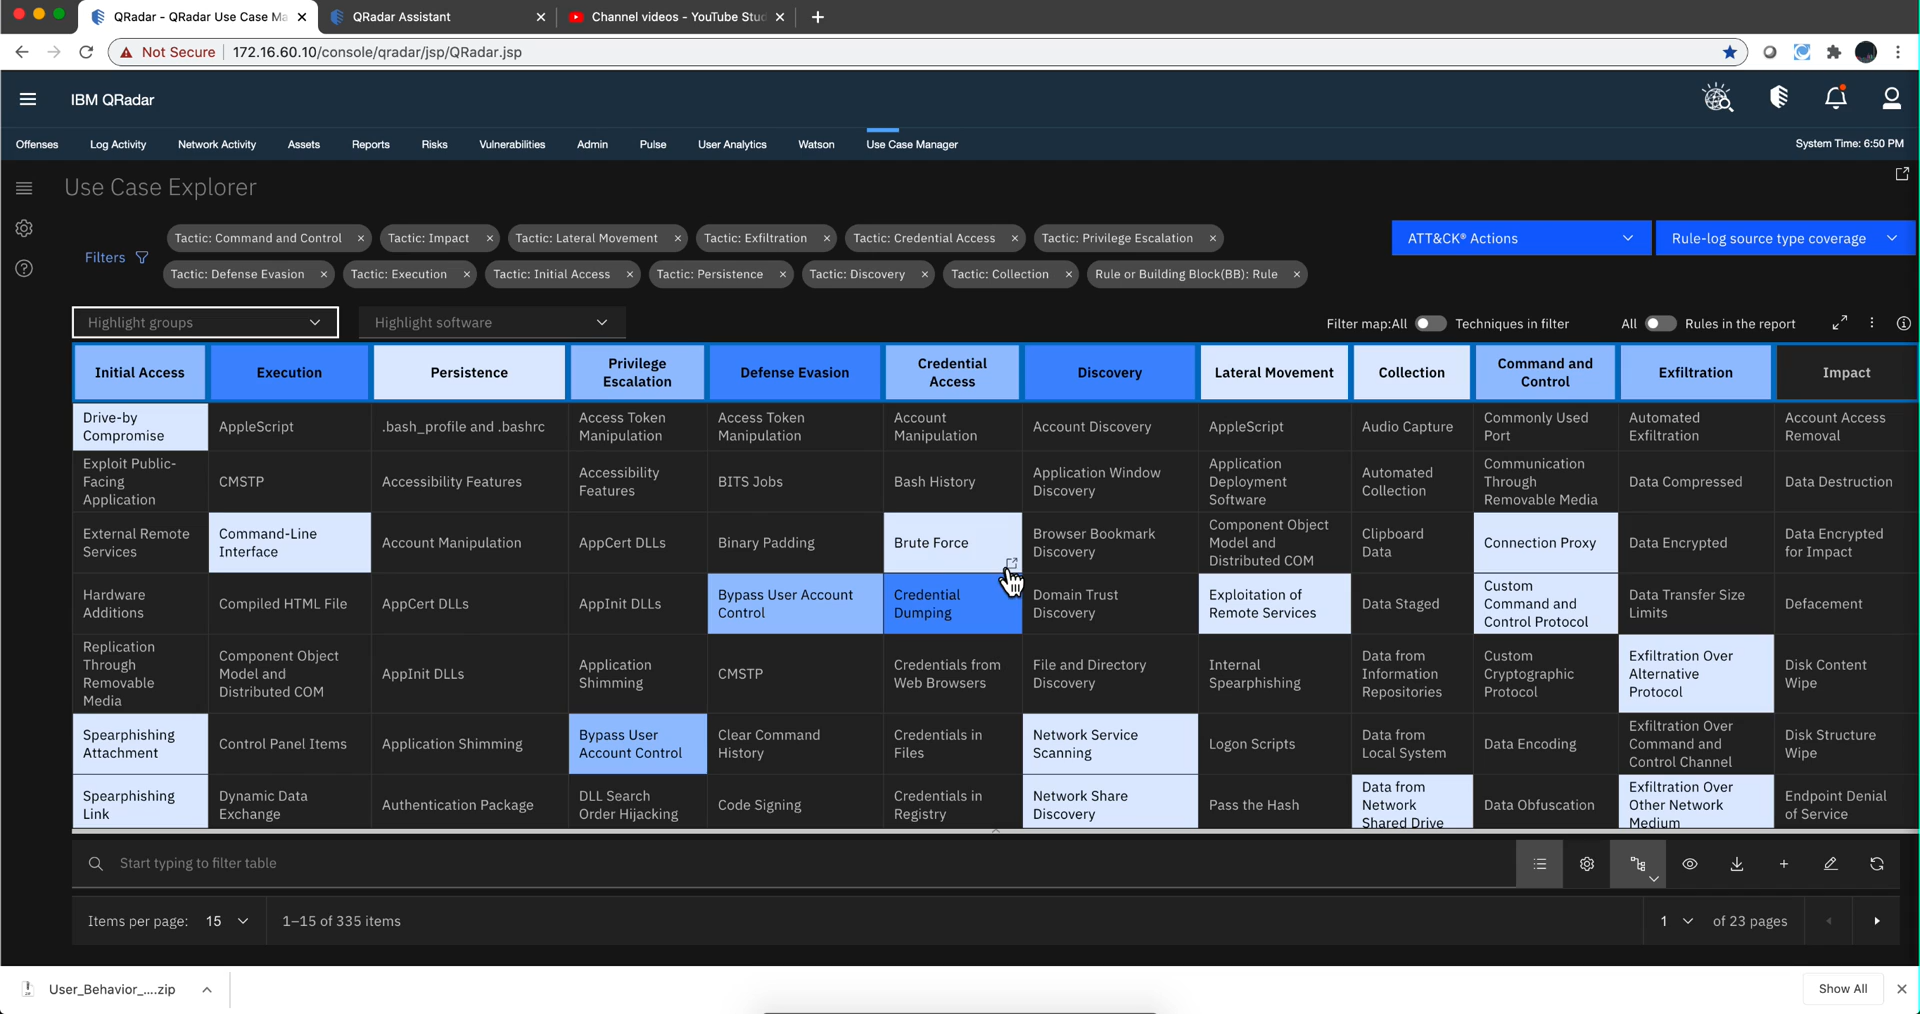 QRadar - QRadar Use Case Ma
QRadar Assistant
Channel videos - YouTube Stud
Not Secure
172.16.60.10/console/qradar/jsp/QRadar.jsp
IBM QRadar
Offenses Log Activity Network Activity Assets Reports Risks Vulnerabilities Admin Pulse User Analytics Watson Use Case Manager System Time: 6:50 PM
Use Case Explorer
Filters
Tactic: Command and Control × Tactic: Impact × Tactic: Lateral Movement × Tactic: Exfiltration × Tactic: Credential Access × Tactic: Privilege Escalation ×
Tactic: Defense Evasion × Tactic: Execution × Tactic: Initial Access × Tactic: Persistence × Tactic: Discovery × Tactic: Collection × Rule or Building Block(BB): Rule ×
ATT&CK® Actions
Rule-log source type coverage
Highlight groups
Highlight software
Filter map:All Techniques in filter
All Rules in the report
Initial Access
Execution
Persistence
Privilege
Escalation
Defense Evasion
Credential
Access
Discovery
Lateral Movement
Collection
Command and
Control
Exfiltration
Impact
Drive-by
Compromise
AppleScript
.bash_profile and .bashrc
Access Token
Manipulation
Access Token
Manipulation
Account
Manipulation
Account Discovery
AppleScript
Audio Capture
Commonly Used
Port
Automated
Exfiltration
Account Access
Removal
Exploit Public-
Facing
Application
CMSTP
Accessibility Features
Accessibility
Features
BITS Jobs
Bash History
Application Window
Discovery
Application
Deployment
Software
Automated
Collection
Communication
Through
Removable Media
Data Compressed
Data Destruction
External Remote
Services
Command-Line
Interface
Account Manipulation
AppCert DLLs
Binary Padding
Brute Force
Browser Bookmark
Discovery
Component Object
Model and
Distributed COM
Clipboard
Data
Connection Proxy
Data Encrypted
Data Encrypted
for Impact
Hardware
Additions
Compiled HTML File
AppCert DLLs
AppInit DLLs
Bypass User Account
Control
Credential
Dumping
Domain Trust
Discovery
Exploitation of
Remote Services
Data Staged
Custom
Command and
Control Protocol
Data Transfer Size
Limits
Defacement
Replication
Through
Removable
Media
Component Object
Model and
Distributed COM
AppInit DLLs
Application
Shimming
CMSTP
Credentials from
Web Browsers
File and Directory
Discovery
Internal
Spearphishing
Data from
Information
Repositories
Custom
Cryptographic
Protocol
Exfiltration Over
Alternative
Protocol
Disk Content
Wipe
Spearphishing
Attachment
Control Panel Items
Application Shimming
Bypass User
Account Control
Clear Command
History
Credentials in
Files
Network Service
Scanning
Logon Scripts
Data from
Local System
Data Encoding
Exfiltration Over
Command and
Control Channel
Disk Structure
Wipe
Spearphishing
Link
Dynamic Data
Exchange
Authentication Package
DLL Search
Order Hijacking
Code Signing
Credentials in
Registry
Network Share
Discovery
Pass the Hash
Data from
Network
Shared Drive
Data Obfuscation
Exfiltration Over
Other Network
Medium
Endpoint Denial
of Service
Start typing to filter table
Items per page: 15 1–15 of 335 items 1 of 23 pages
User_Behavior_....zip
Show All